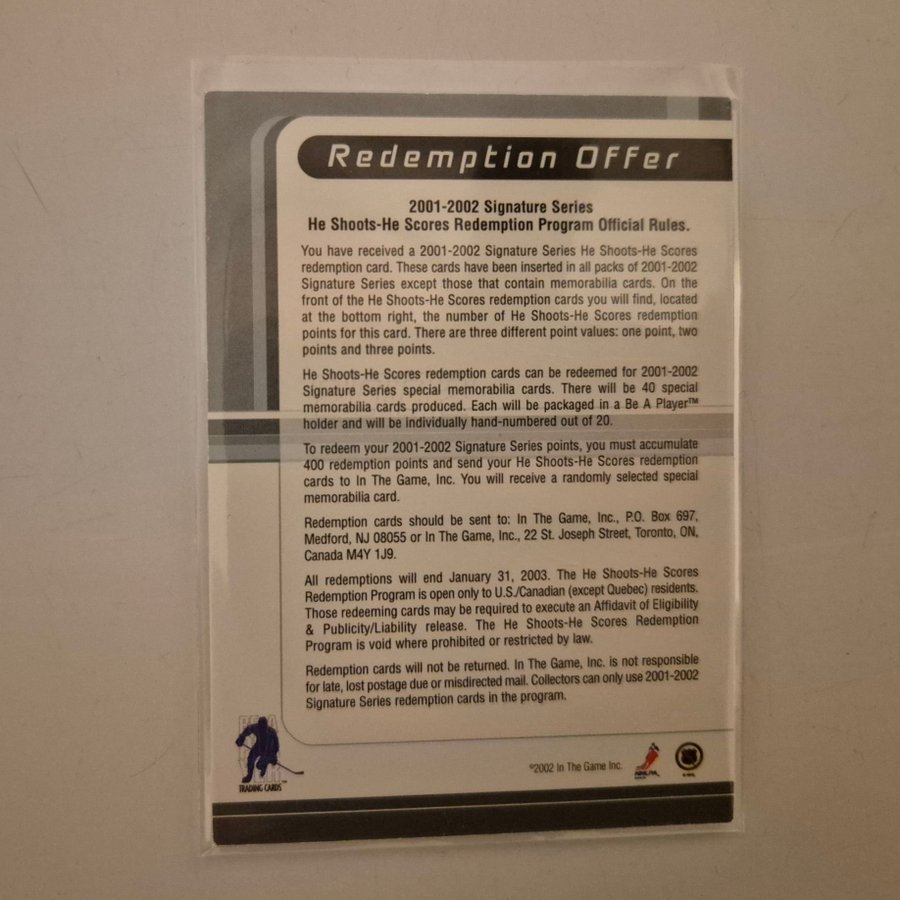 Redemption Offer
2001-2002 Signature Series
He Shoots-He Scores Redemption Program Official Rules.
You have received a 2001-2002 Signature Series He Shoots-He Scores
redemption card. These cards have been inserted in all packs of 2001-2002
Signature Series except those that contain memorabilia cards. On the
front of the He Shoots-He Scores redemption cards you will find, located
at the bottom right, the number of He Shoots-He Scores redemption
points for this card. There are three different point values: one point, two
points and three points.
He Shoots-He Scores redemption cards can be redeemed for 2001-2002
Signature Series special memorabilia cards. There will be 40 special
memorabilia cards produced. Each will be packaged in a Be A Player™
holder and will be individually hand-numbered out of 20.
To redeem your 2001-2002 Signature Series points, you must accumulate
400 redemption points and send your He Shoots-He Scores redemption
cards to In The Game, Inc. You will receive a randomly selected special
memorabilia card.
Redemption cards should be sent to: In The Game, Inc., P.O. Box 697,
Medford, NJ 08055 or In The Game, Inc., 22 St. Joseph Street, Toronto, ON,
Canada M4Y 1J9.
All redemptions will end January 31, 2003. The He Shoots-He Scores
Redemption Program is open only to U.S./Canadian (except Quebec) residents.
Those redeeming cards may be required to execute an Affidavit of Eligibility
& Publicity/Liability release. The He Shoots-He Scores Redemption
Program is void where prohibited or restricted by law.
Redemption cards will not be returned. In The Game, Inc. is not responsible
for late, lost postage due or misdirected mail. Collectors can only use 2001-2002
Signature Series redemption cards in the program.
TRADING CARDS™
©2002 In The Game Inc.
NHLPA